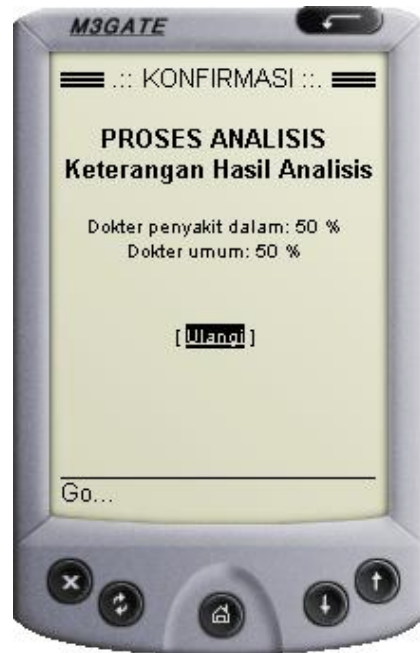 M3GATE
.:: KONFIRMASI ::.
PROSES ANALISIS
Keterangan Hasil Analisis
Dokter penyakit dalam: 50 %
Dokter umum: 50 %
[Ulangi]
Go...